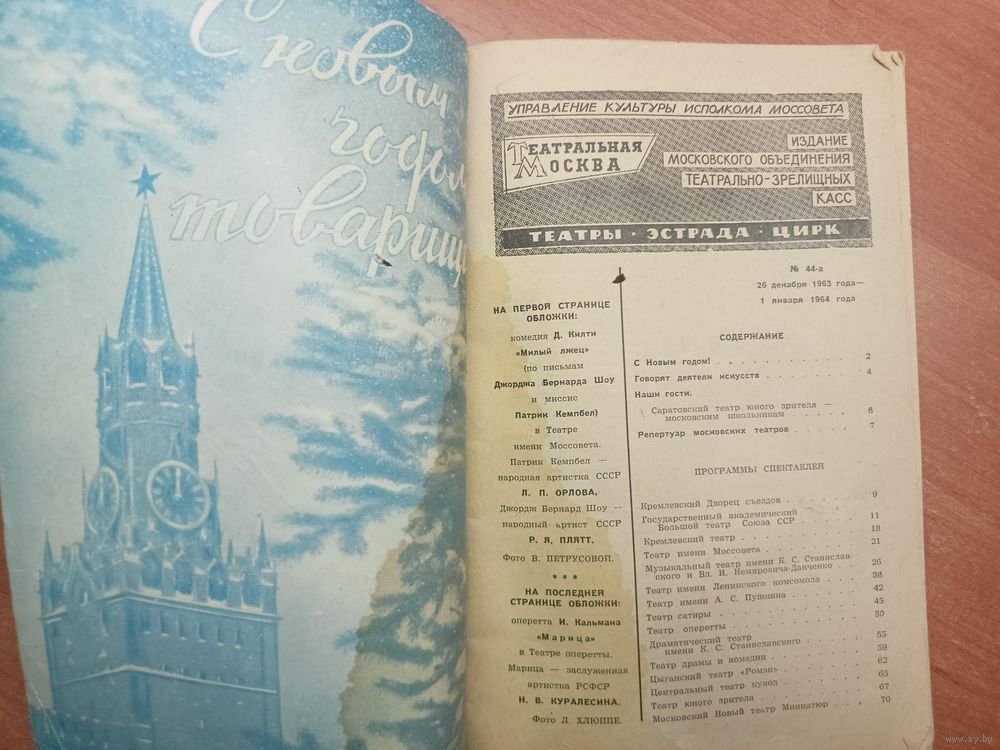 С новым
годом,
товарищи
УПРАВЛЕНИЕ КУЛЬТУРЫ ИСПОЛКОМА МОССОВЕТА
ТЕАТРАЛЬНАЯ
МОСКВА
ИЗДАНИЕ
МОСКОВСКОГО ОБЪЕДИНЕНИЯ
ТЕАТРАЛЬНО-ЗРЕЛИЩНЫХ
КАСС
ТЕАТРЫ · ЭСТРАДА · ЦИРК
НА ПЕРВОЙ СТРАНИЦЕ
ОБЛОЖКИ:
комедия Д. Килти
«Милый лжец»
(по письмам
Джорджа Бернарда Шоу
и миссис
Патрик Кемпбел)
в Театре
имени Моссовета.
Патрик Кемпбел —
народная артистка СССР
Л. П. ОРЛОВА,
Джордж Бернард Шоу —
народный артист СССР
Р. Я. ПЛЯТТ.
Фото В. ПЕТРУСОВОЙ.
* * *
НА ПОСЛЕДНЕЙ
СТРАНИЦЕ ОБЛОЖКИ:
оперетта И. Кальмана
«Марица»
в Театре оперетты.
Марица — заслуженная
артистка РСФСР
Н. В. КУРАЛЕСИНА.
Фото Л. ХЛЮППЕ.
№ 44-а
26 декабря 1963 года—
1 января 1964 года
СОДЕРЖАНИЕ
С Новым годом! . . . . . . . . . . . 2
Говорят деятели искусств . . . . . . . 4
Наши гости.
Саратовский театр юного зрителя —
московским школьникам . . . . . . 6
Репертуар московских театров . . . . . 7
ПРОГРАММЫ СПЕКТАКЛЕЙ
Кремлевский Дворец съездов . . . . . . 9
Государственный академический
Большой театр Союза ССР . . . . . 11
Кремлевский театр . . . . . . . . . 18
Театр имени Моссовета . . . . . . . 21
Музыкальный театр имени К. С. Станислав-
ского и Вл. И. Немировича-Данченко . . . 26
Театр имени Ленинского комсомола . . . 38
Театр имени А. С. Пушкина . . . . . . 42
Театр сатиры . . . . . . . . . . . 45
Театр оперетты . . . . . . . . . . 50
Драматический театр
имени К. С. Станиславского . . . . . 55
Театр драмы и комедии . . . . . . . 59
Цыганский театр «Ромэн» . . . . . . 62
Центральный театр кукол . . . . . . 65
Театр юного зрителя . . . . . . . . 67
Московский Новый театр Миниатюр . . . 70
www.ay.by